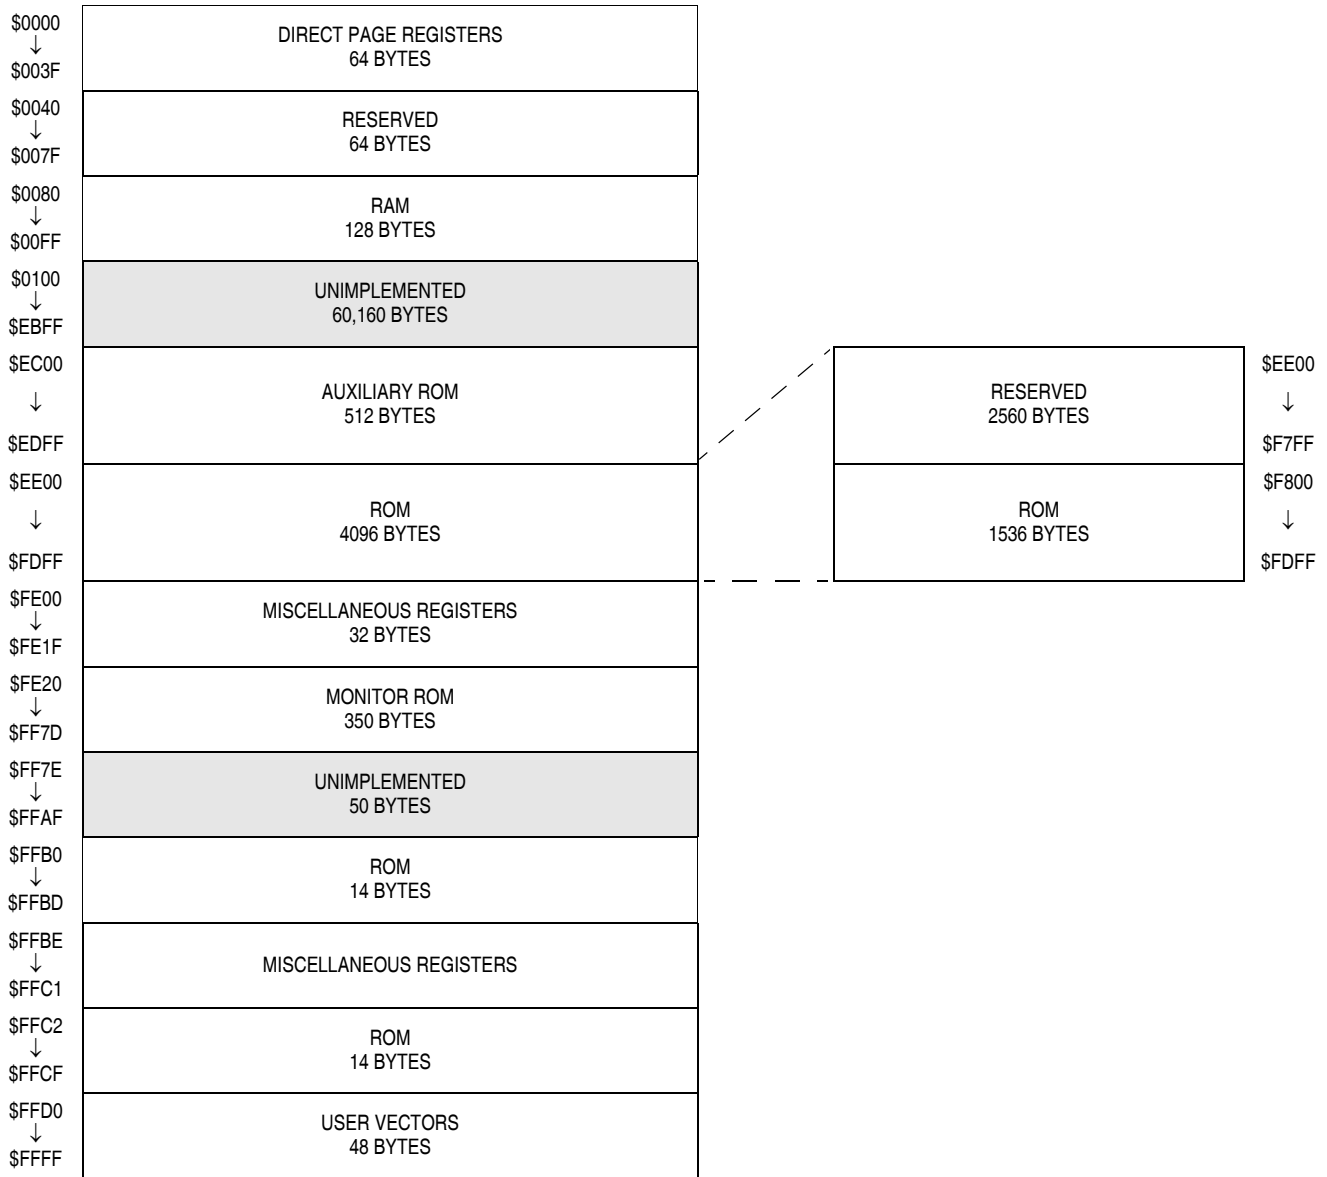 $0000
↓
$003F
DIRECT PAGE REGISTERS
64 BYTES
$0040
↓
$007F
RESERVED
64 BYTES
$0080
↓
$00FF
RAM
128 BYTES
$0100
↓
$EBFF
UNIMPLEMENTED
60,160 BYTES
$EC00
↓
$EDFF
AUXILIARY ROM
512 BYTES
$EE00
↓
$FDFF
ROM
4096 BYTES
RESERVED
2560 BYTES
$EE00
↓
$F7FF
ROM
1536 BYTES
$F800
↓
$FDFF
$FE00
↓
$FE1F
MISCELLANEOUS REGISTERS
32 BYTES
$FE20
↓
$FF7D
MONITOR ROM
350 BYTES
$FF7E
↓
$FFAF
UNIMPLEMENTED
50 BYTES
$FFB0
↓
$FFBD
ROM
14 BYTES
$FFBE
↓
$FFC1
MISCELLANEOUS REGISTERS
$FFC2
↓
$FFCF
ROM
14 BYTES
$FFD0
↓
$FFFF
USER VECTORS
48 BYTES